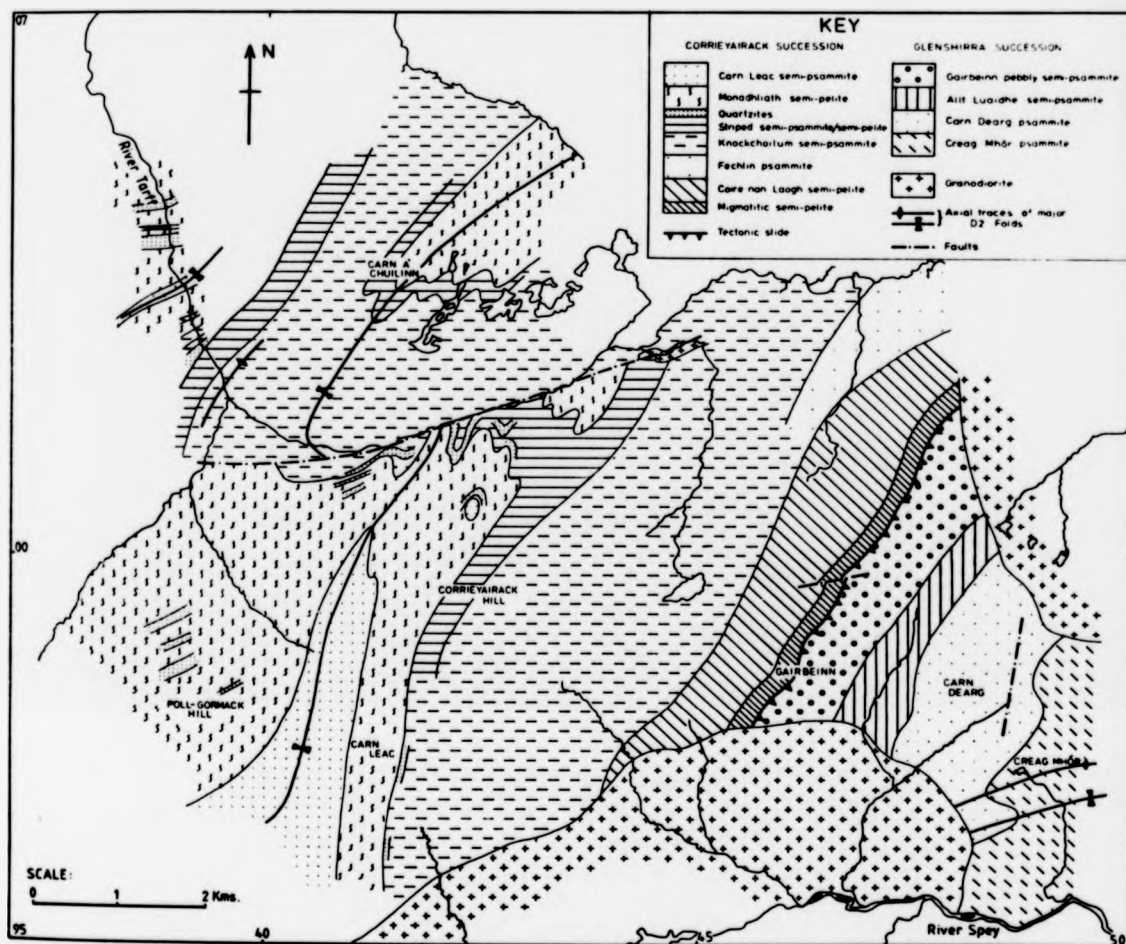 07
N
KEY
CORRIEYAIRACK SUCCESSION
Carn Leac semi-psammite
Monadhliath semi-pelite
Quartzites
Striped semi-psammite/semi-pelite
Knockchoilum semi-psammite
Fechlin psammite
Coire nan Laogh semi-pelite
Migmatitic semi-pelite
Tectonic slide
GLENSHIRRA SUCCESSION
Gairbeinn pebbly semi-psammite
Allt Luaidhe semi-psammite
Carn Dearg psammite
Creag Mhôr psammite
Granodiorite
Axial traces of major
D2 Folds
Faults
River Tarff
CARN A'
CHUILINN
00
CORRIEYAIRACK
HILL
GAIRBEINN
CARN
DEARG
POLL-GORMACK
HILL
CARN
LEAC
CREAG MHÔR
SCALE:
0 1 2 Kms.
River Spey
95
40
45
50